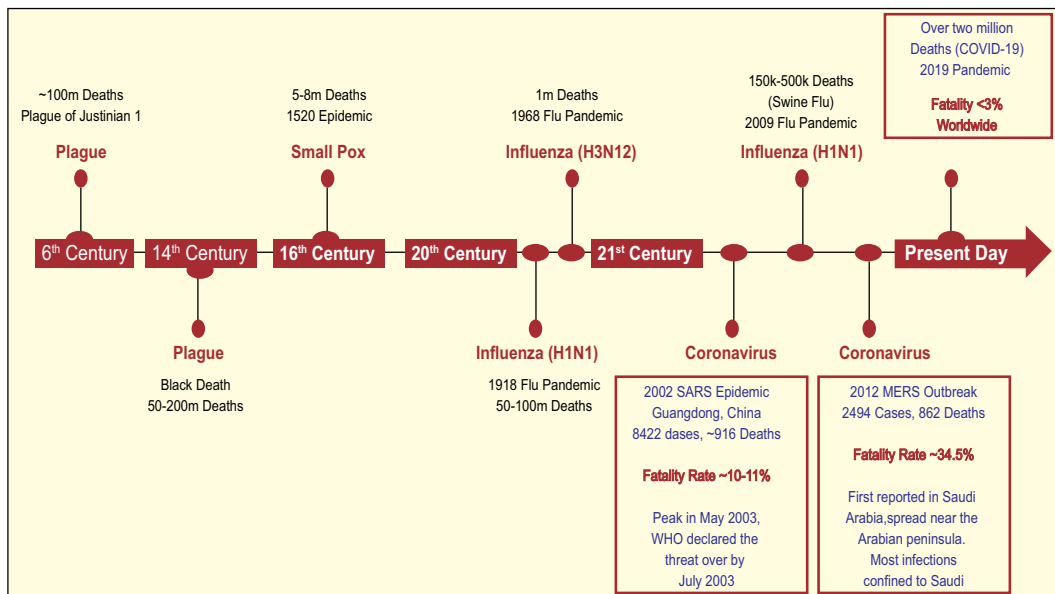 ~100m Deaths
Plague of Justinian 1
Plague
5-8m Deaths
1520 Epidemic
Small Pox
1m Deaths
1968 Flu Pandemic
Influenza (H3N12)
150k-500k Deaths
(Swine Flu)
2009 Flu Pandemic
Influenza (H1N1)
Over two million
Deaths (COVID-19)
2019 Pandemic
Fatality <3%
Worldwide
6th Century
14th Century
16th Century
20th Century
21st Century
Present Day
Plague
Black Death
50-200m Deaths
Influenza (H1N1)
1918 Flu Pandemic
50-100m Deaths
Coronavirus
2002 SARS Epidemic
Guangdong, China
8422 dases, ~916 Deaths
Fatality Rate ~10-11%
Peak in May 2003,
WHO declared the
threat over by
July 2003
Coronavirus
2012 MERS Outbreak
2494 Cases, 862 Deaths
Fatality Rate ~34.5%
First reported in Saudi
Arabia,spread near the
Arabian peninsula.
Most infections
confined to Saudi